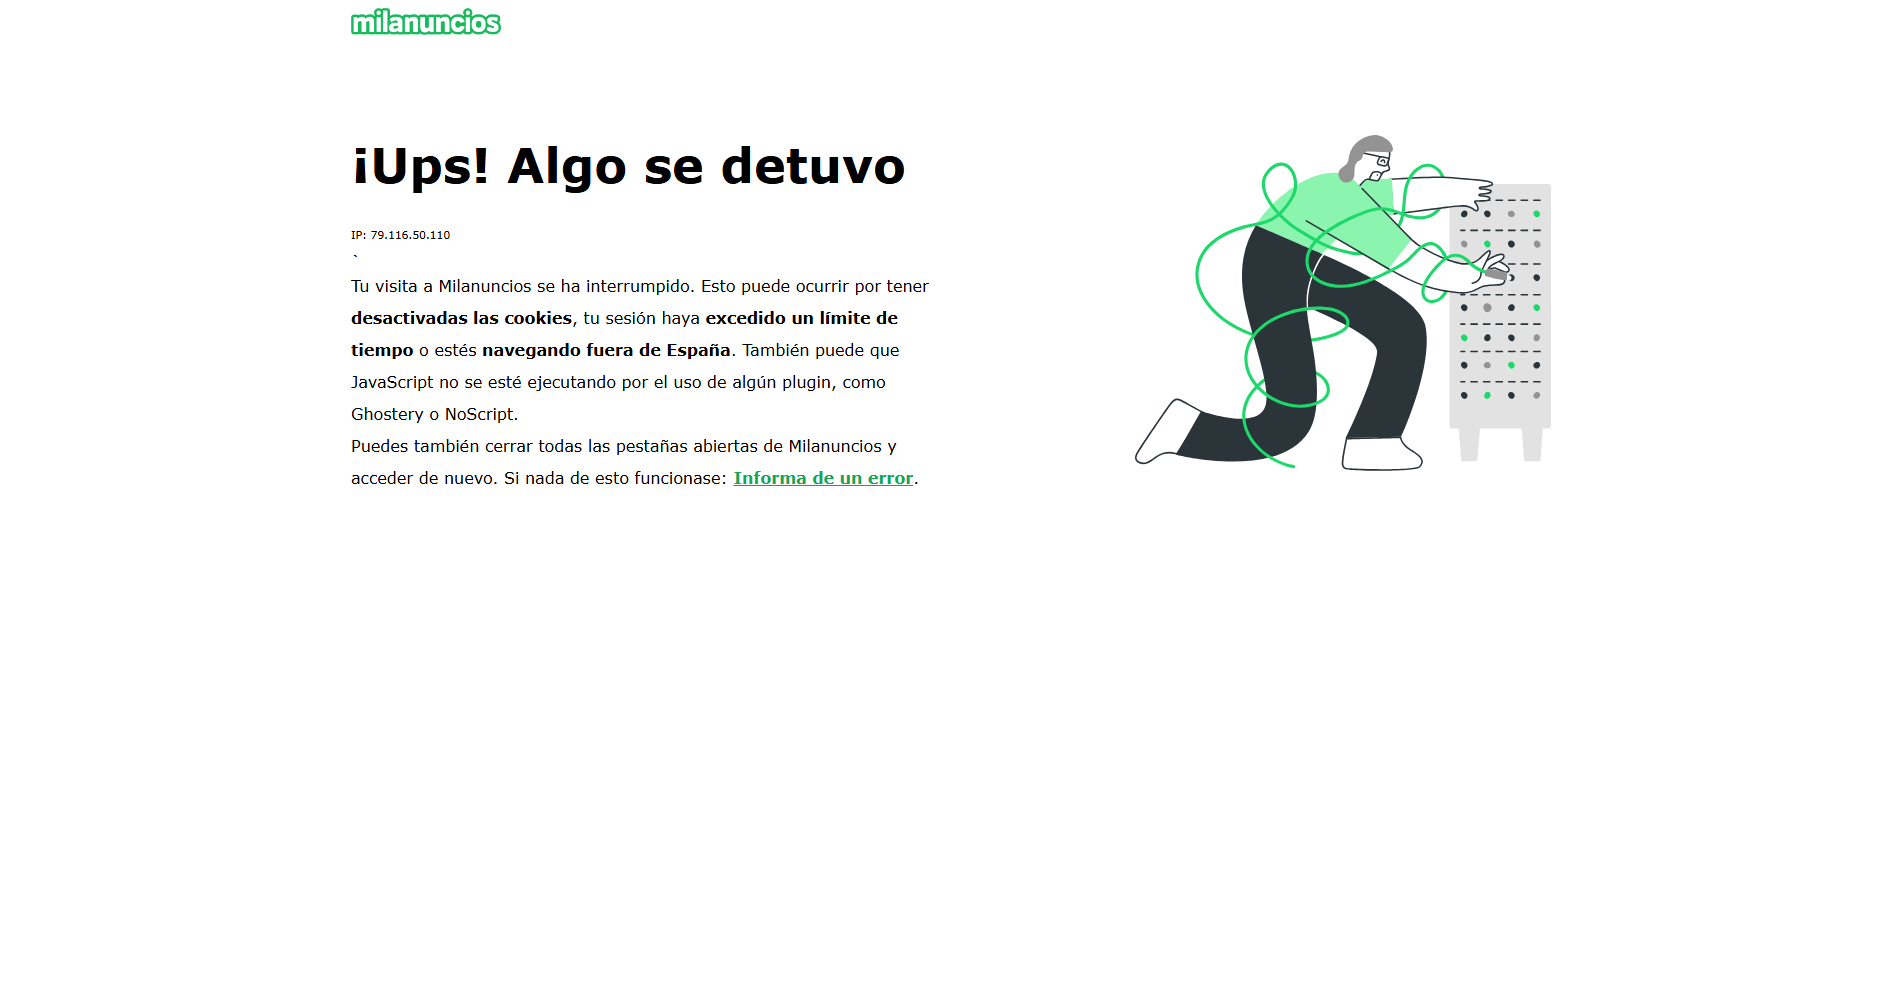 milanuncios
¡Ups! Algo se detuvo
IP: 79.116.50.110
`
Tu visita a Milanuncios se ha interrumpido. Esto puede ocurrir por tener
desactivadas las cookies, tu sesión haya excedido un límite de
tiempo o estés navegando fuera de España. También puede que
JavaScript no se esté ejecutando por el uso de algún plugin, como
Ghostery o NoScript.
Puedes también cerrar todas las pestañas abiertas de Milanuncios y
acceder de nuevo. Si nada de esto funcionase: Informa de un error.